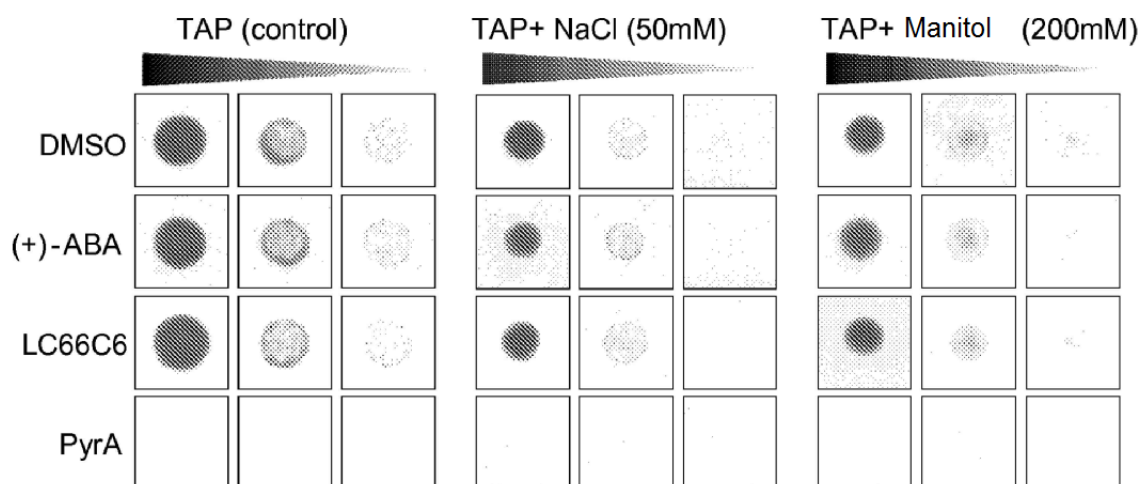 TAP (control)
TAP+ NaCl (50mM)
TAP+ Manitol (200mM)
DMSO
(+)-ABA
LC66C6
PyrA